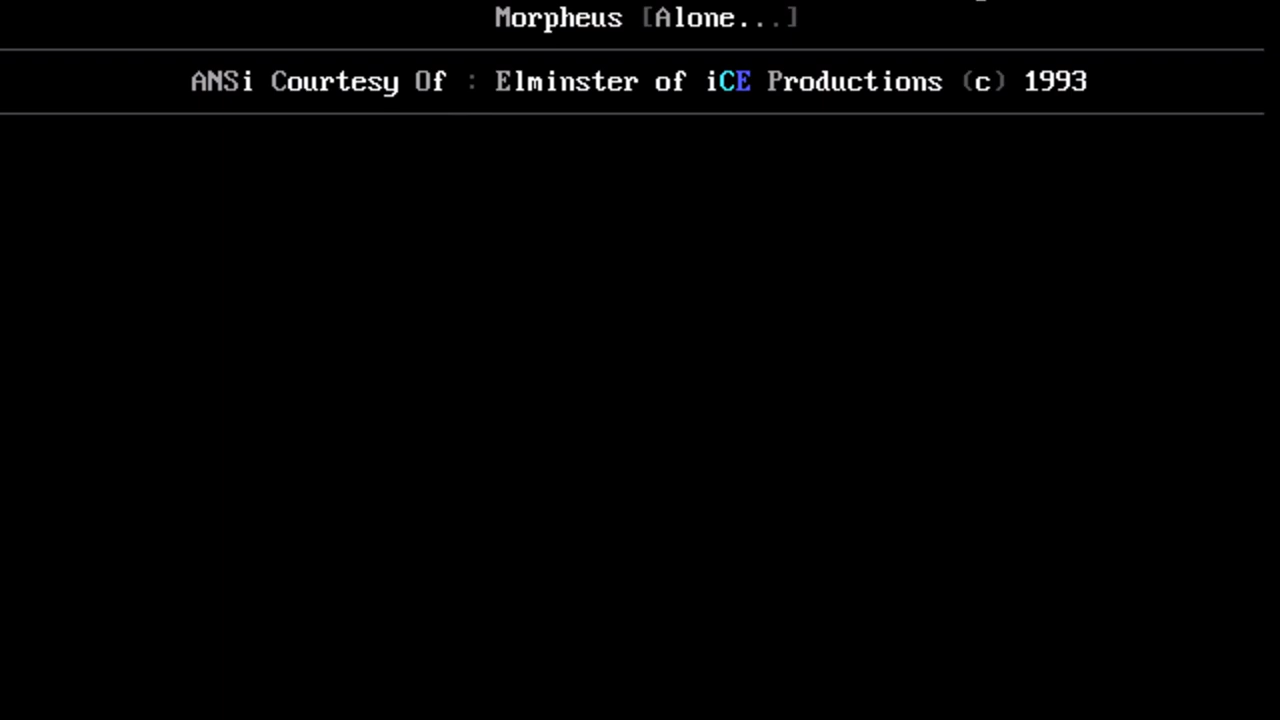 Morpheus [Alone...]
ANSi Courtesy Of : Elminster of iCE Productions (c) 1993